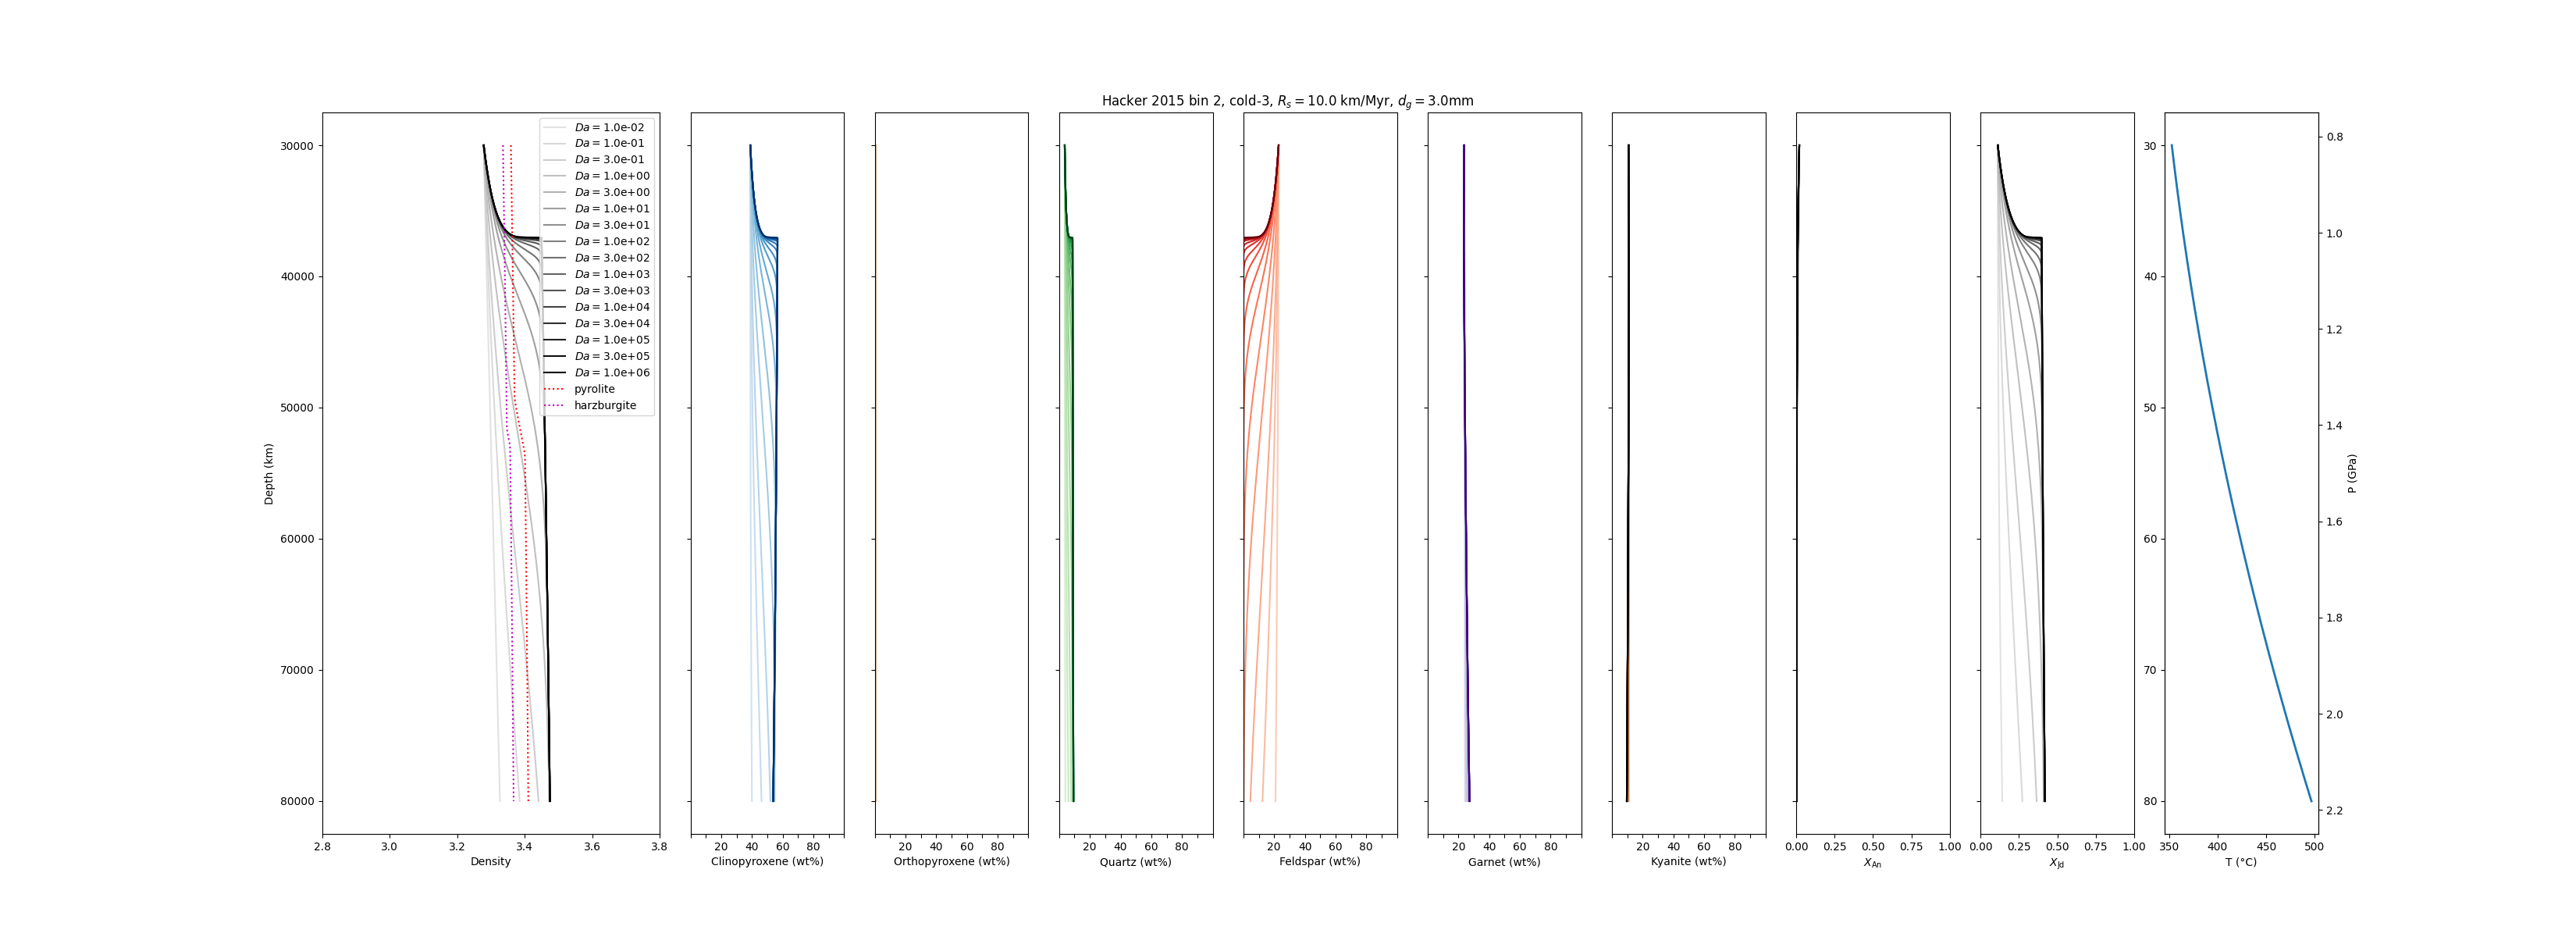 Hacker 2015 bin 2, cold-3, R_s = 10.0 km/Myr, d_g = 3.0mm
Da = 1.0e-02
Da = 1.0e-01
Da = 3.0e-01
Da = 1.0e+00
Da = 3.0e+00
Da = 1.0e+01
Da = 3.0e+01
Da = 1.0e+02
Da = 3.0e+02
Da = 1.0e+03
Da = 3.0e+03
Da = 1.0e+04
Da = 3.0e+04
Da = 1.0e+05
Da = 3.0e+05
Da = 1.0e+06
pyrolite
harzburgite
Depth (km)
30000
40000
50000
60000
70000
80000
2.8 3.0 3.2 3.4 3.6 3.8
Density
20 40 60 80
Clinopyroxene (wt%)
20 40 60 80
Orthopyroxene (wt%)
20 40 60 80
Quartz (wt%)
20 40 60 80
Feldspar (wt%)
20 40 60 80
Garnet (wt%)
20 40 60 80
Kyanite (wt%)
0.00 0.25 0.50 0.75 1.00
X_An
0.00 0.25 0.50 0.75 1.00
X_Jd
30
40
50
60
70
80
350 400 450 500
T (°C)
0.8
1.0
1.2
1.4
1.6
1.8
2.0
2.2
P (GPa)